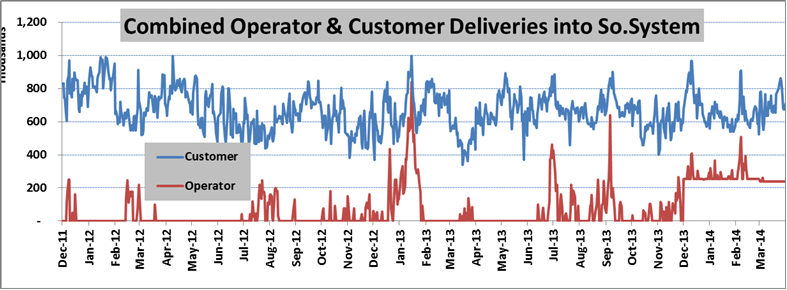 Combined Operator & Customer Deliveries into So.System
Thousands
1,200
1,000
800
600
400
200
-
Customer
Operator
Dec-11
Jan-12
Feb-12
Mar-12
Apr-12
May-12
Jun-12
Jul-12
Aug-12
Sep-12
Oct-12
Nov-12
Dec-12
Jan-13
Feb-13
Mar-13
Apr-13
May-13
Jun-13
Jul-13
Aug-13
Sep-13
Oct-13
Nov-13
Dec-13
Jan-14
Feb-14
Mar-14